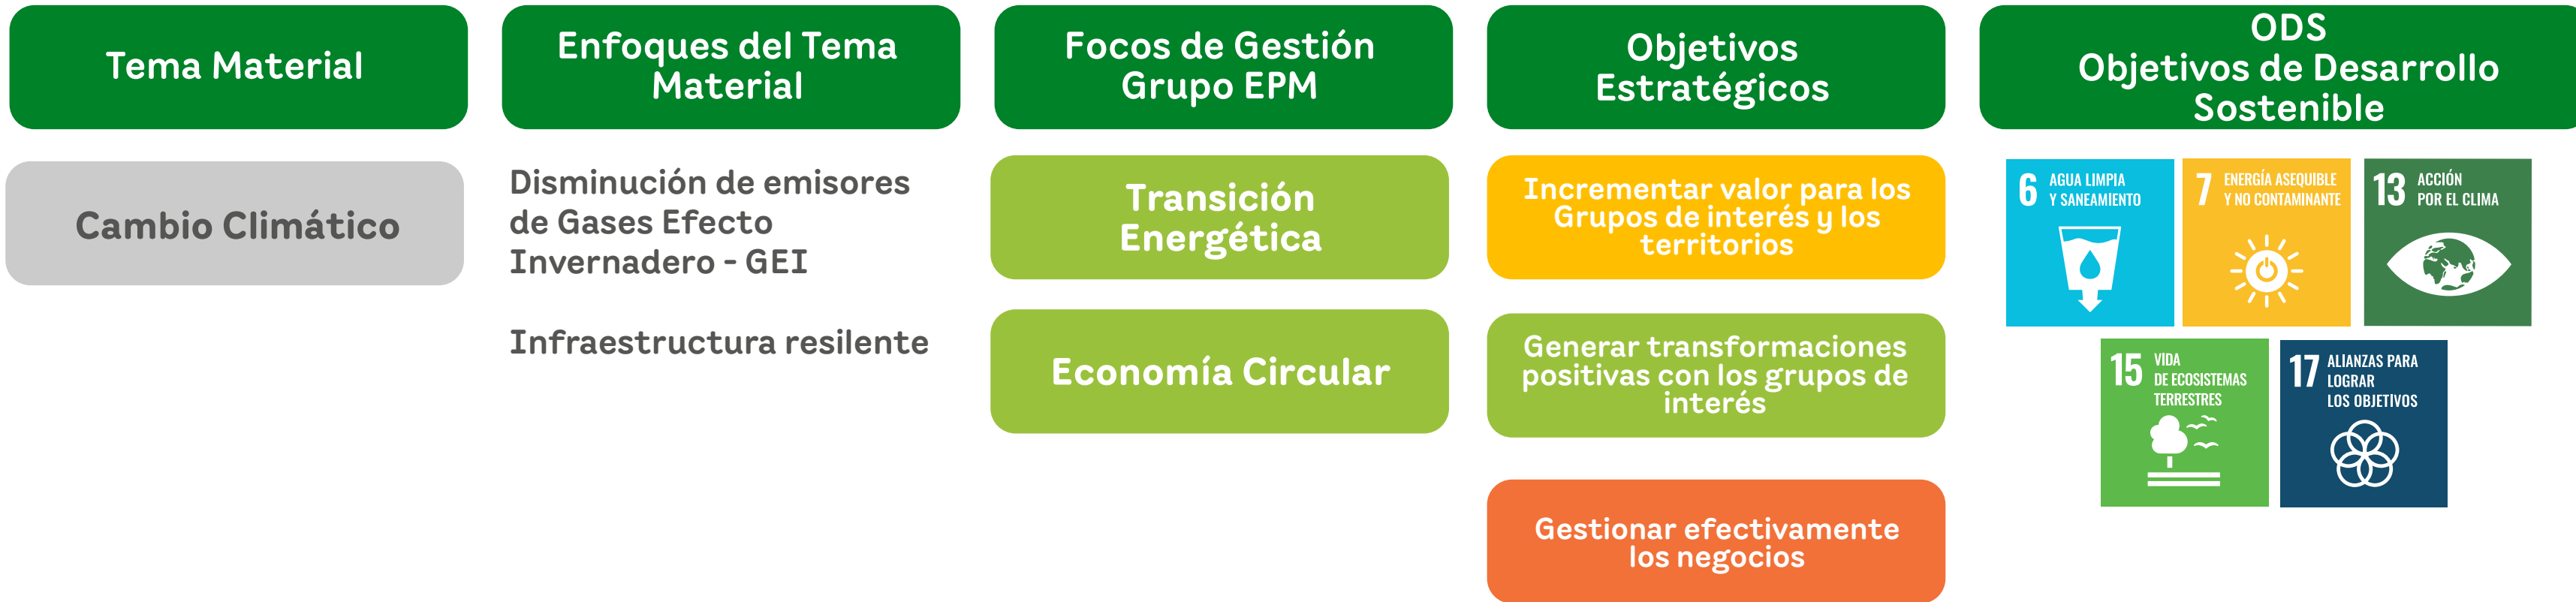 Tema Material
Enfoques del Tema
Material
Focos de Gestión
Grupo EPM
Objetivos
Estratégicos
ODS
Objetivos de Desarrollo
Sostenible
Cambio Climático
Disminución de emisores
de Gases Efecto
Invernadero - GEI
Infraestructura resilente
Transición
Energética
Economía Circular
Incrementar valor para los
Grupos de interés y los
territorios
Generar transformaciones
positivas con los grupos de
interés
Gestionar efectivamente
los negocios
6 AGUA LIMPIA
Y SANEAMIENTO
7 ENERGÍA ASEQUIBLE
Y NO CONTAMINANTE
13 ACCIÓN
POR EL CLIMA
15 VIDA
DE ECOSISTEMAS
TERRESTRES
17 ALIANZAS PARA
LOGRAR
LOS OBJETIVOS